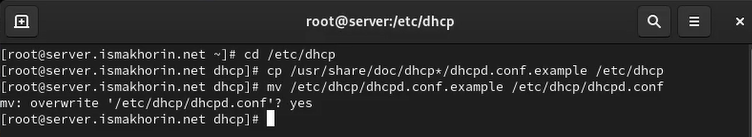 root@server:/etc/dhcp
[root@server.ismakhorin.net ~]# cd /etc/dhcp
[root@server.ismakhorin.net dhcp]# cp /usr/share/doc/dhcp*/dhcpd.conf.example /etc/dhcp
[root@server.ismakhorin.net dhcp]# mv /etc/dhcp/dhcpd.conf.example /etc/dhcp/dhcpd.conf
mv: overwrite '/etc/dhcp/dhcpd.conf'? yes
[root@server.ismakhorin.net dhcp]#